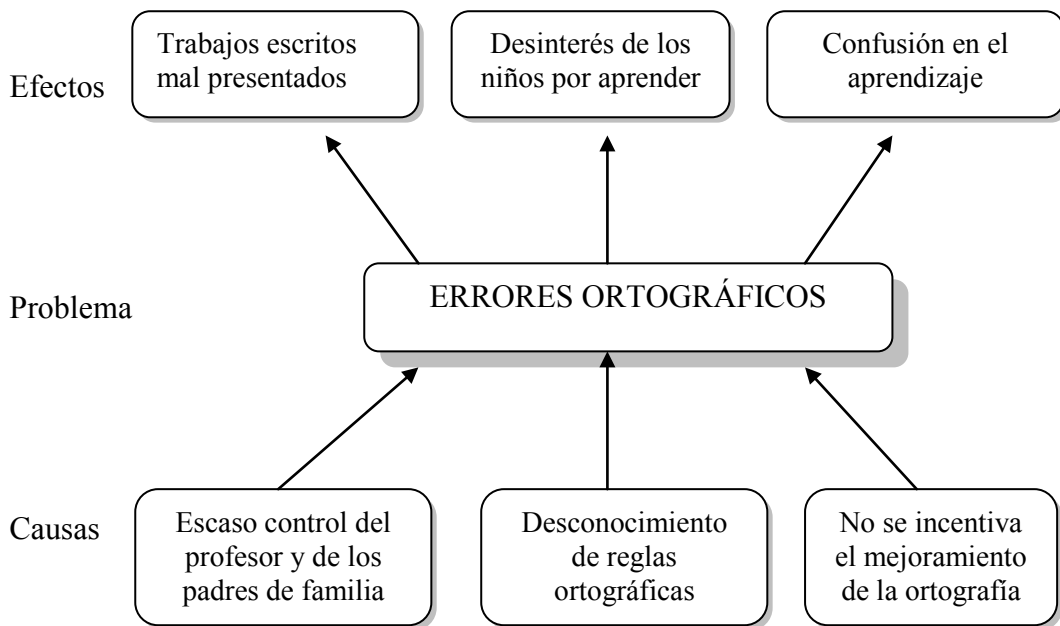 Efectos
Trabajos escritos
mal presentados
Desinterés de los
niños por aprender
Confusión en el
aprendizaje
Problema
ERRORES ORTOGRÁFICOS
Causas
Escaso control del
profesor y de los
padres de familia
Desconocimiento
de reglas
ortográficas
No se incentiva
el mejoramiento
de la ortografía